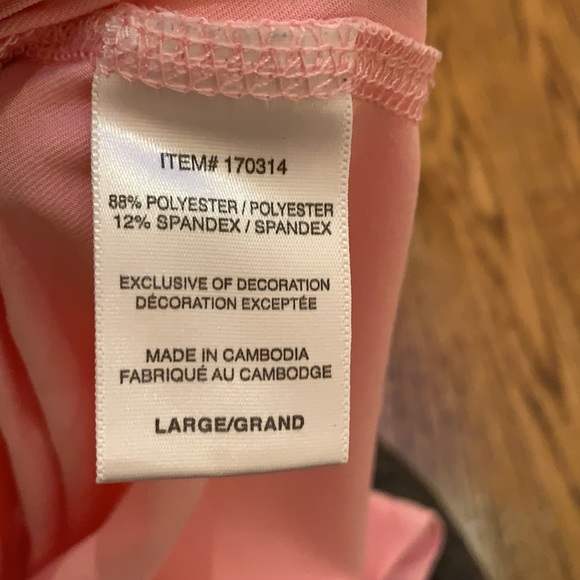 ITEM# 170314
88% POLYESTER / POLYESTER
12% SPANDEX / SPANDEX
EXCLUSIVE OF DECORATION
DÉCORATION EXCEPTÉE
MADE IN CAMBODIA
FABRIQUÉ AU CAMBODGE
LARGE/GRAND